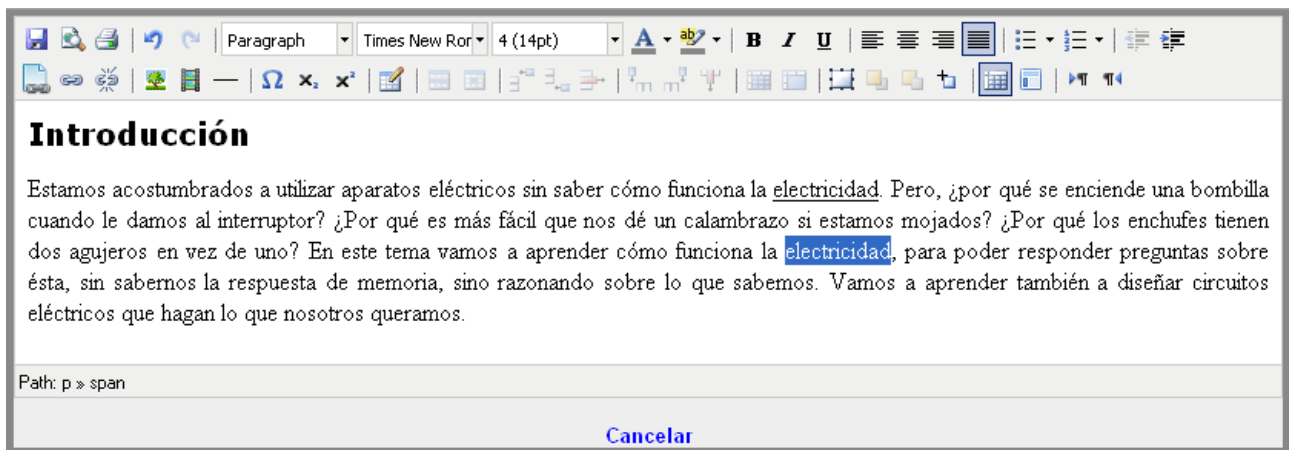 Paragraph Times New Ror 4 (14pt) A ab B I U
Ω x₂ x²
Introducción
Estamos acostumbrados a utilizar aparatos eléctricos sin saber cómo funciona la electricidad. Pero, ¿por qué se enciende una bombilla
cuando le damos al interruptor? ¿Por qué es más fácil que nos dé un calambrazo si estamos mojados? ¿Por qué los enchufes tienen
dos agujeros en vez de uno? En este tema vamos a aprender cómo funciona la electricidad, para poder responder preguntas sobre
ésta, sin sabernos la respuesta de memoria, sino razonando sobre lo que sabemos. Vamos a aprender también a diseñar circuitos
eléctricos que hagan lo que nosotros queramos.
Path: p » span
Cancelar